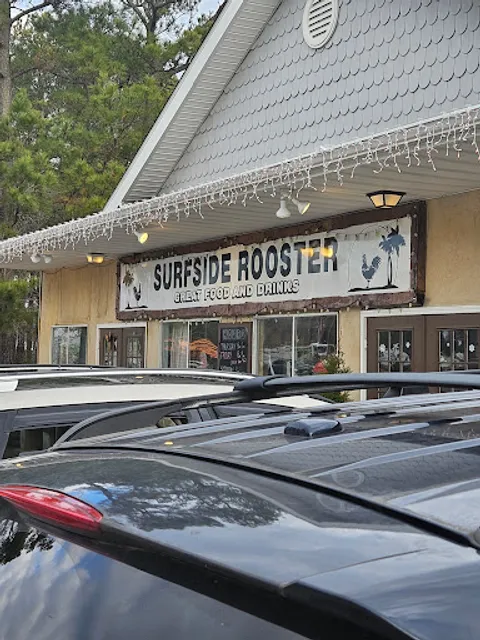 SURFSIDE ROOSTER
GREAT FOOD AND DRINKS